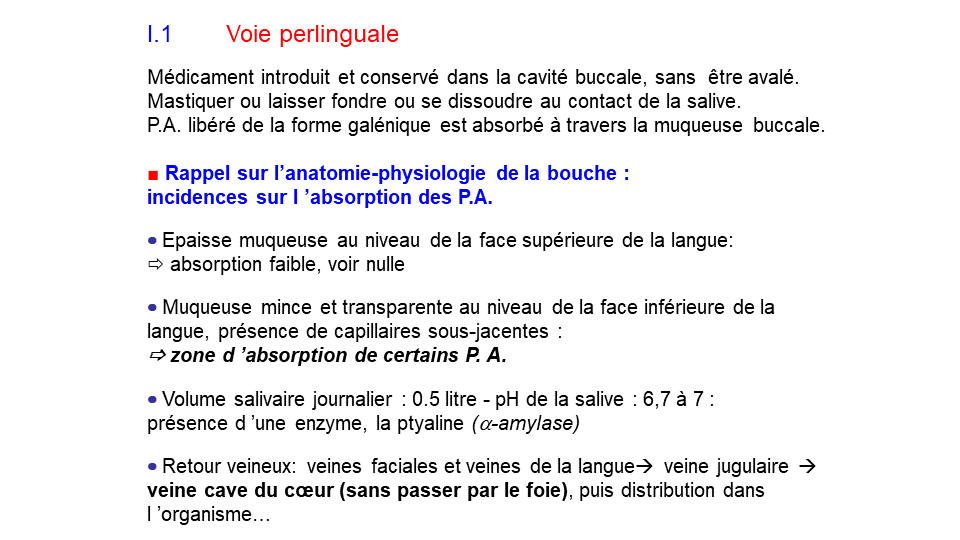 I.1 Voie perlinguale
Médicament introduit et conservé dans la cavité buccale, sans être avalé.
Mastiquer ou laisser fondre ou se dissoudre au contact de la salive.
P.A. libéré de la forme galénique est absorbé à travers la muqueuse buccale.
■ Rappel sur l’anatomie-physiologie de la bouche :
incidences sur l ’absorption des P.A.
• Epaisse muqueuse au niveau de la face supérieure de la langue:
⇨ absorption faible, voir nulle
• Muqueuse mince et transparente au niveau de la face inférieure de la
langue, présence de capillaires sous-jacentes :
⇨ zone d ’absorption de certains P. A.
• Volume salivaire journalier : 0.5 litre - pH de la salive : 6,7 à 7 :
présence d ’une enzyme, la ptyaline (α-amylase)
• Retour veineux: veines faciales et veines de la langue→ veine jugulaire →
veine cave du cœur (sans passer par le foie), puis distribution dans
l ’organisme…